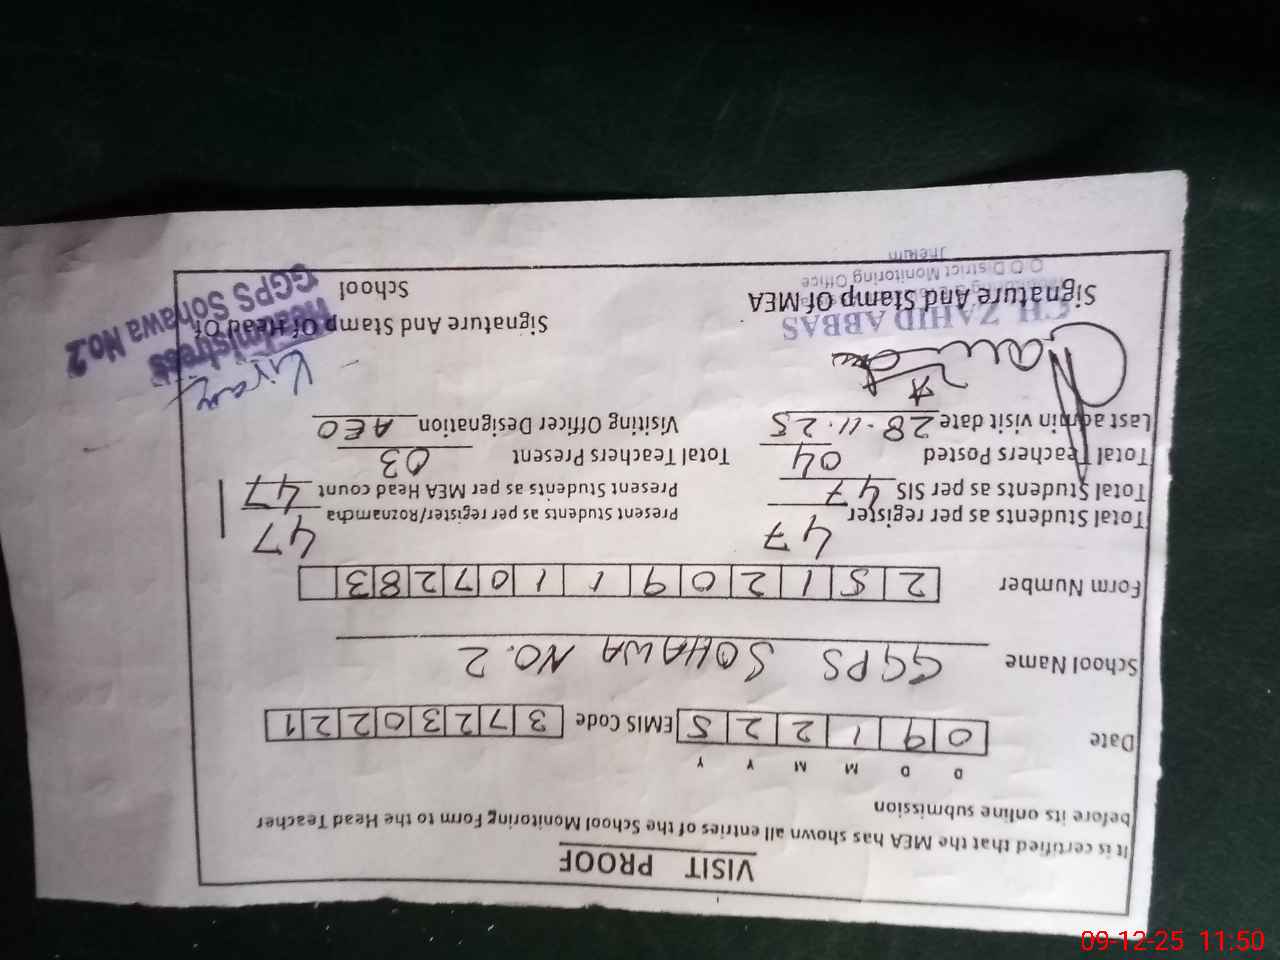 VISIT PROOF
It is certified that the MEA has shown all entries of the School Monitoring Form to the Head Teacher
before its online submission
D D M M Y Y
Date 0 9 1 2 2 5 EMIS Code 3 7 2 3 0 2 2 1
School Name GGPS SOHAWA NO.2
Form Number 2 5 1 2 0 9 1 1 0 7 2 8 3
Total Students as per register 47 Present Students as per register/Roznamcha 47
Total Students as per SIS 47 Present Students as per MEA Head count 47
Total Teachers Posted 04 Total Teachers Present 03
Last admin visit date 28-11-25 Visiting Officer Designation AEO
Kiran
CH. ZAHID ABBAS
Signature And Stamp Of MEA Signature And Stamp Of Head Of
School
Headmistress
GGPS Sohawa No.2
O District Monitoring Office
Jhelum
09-12-25 11:50